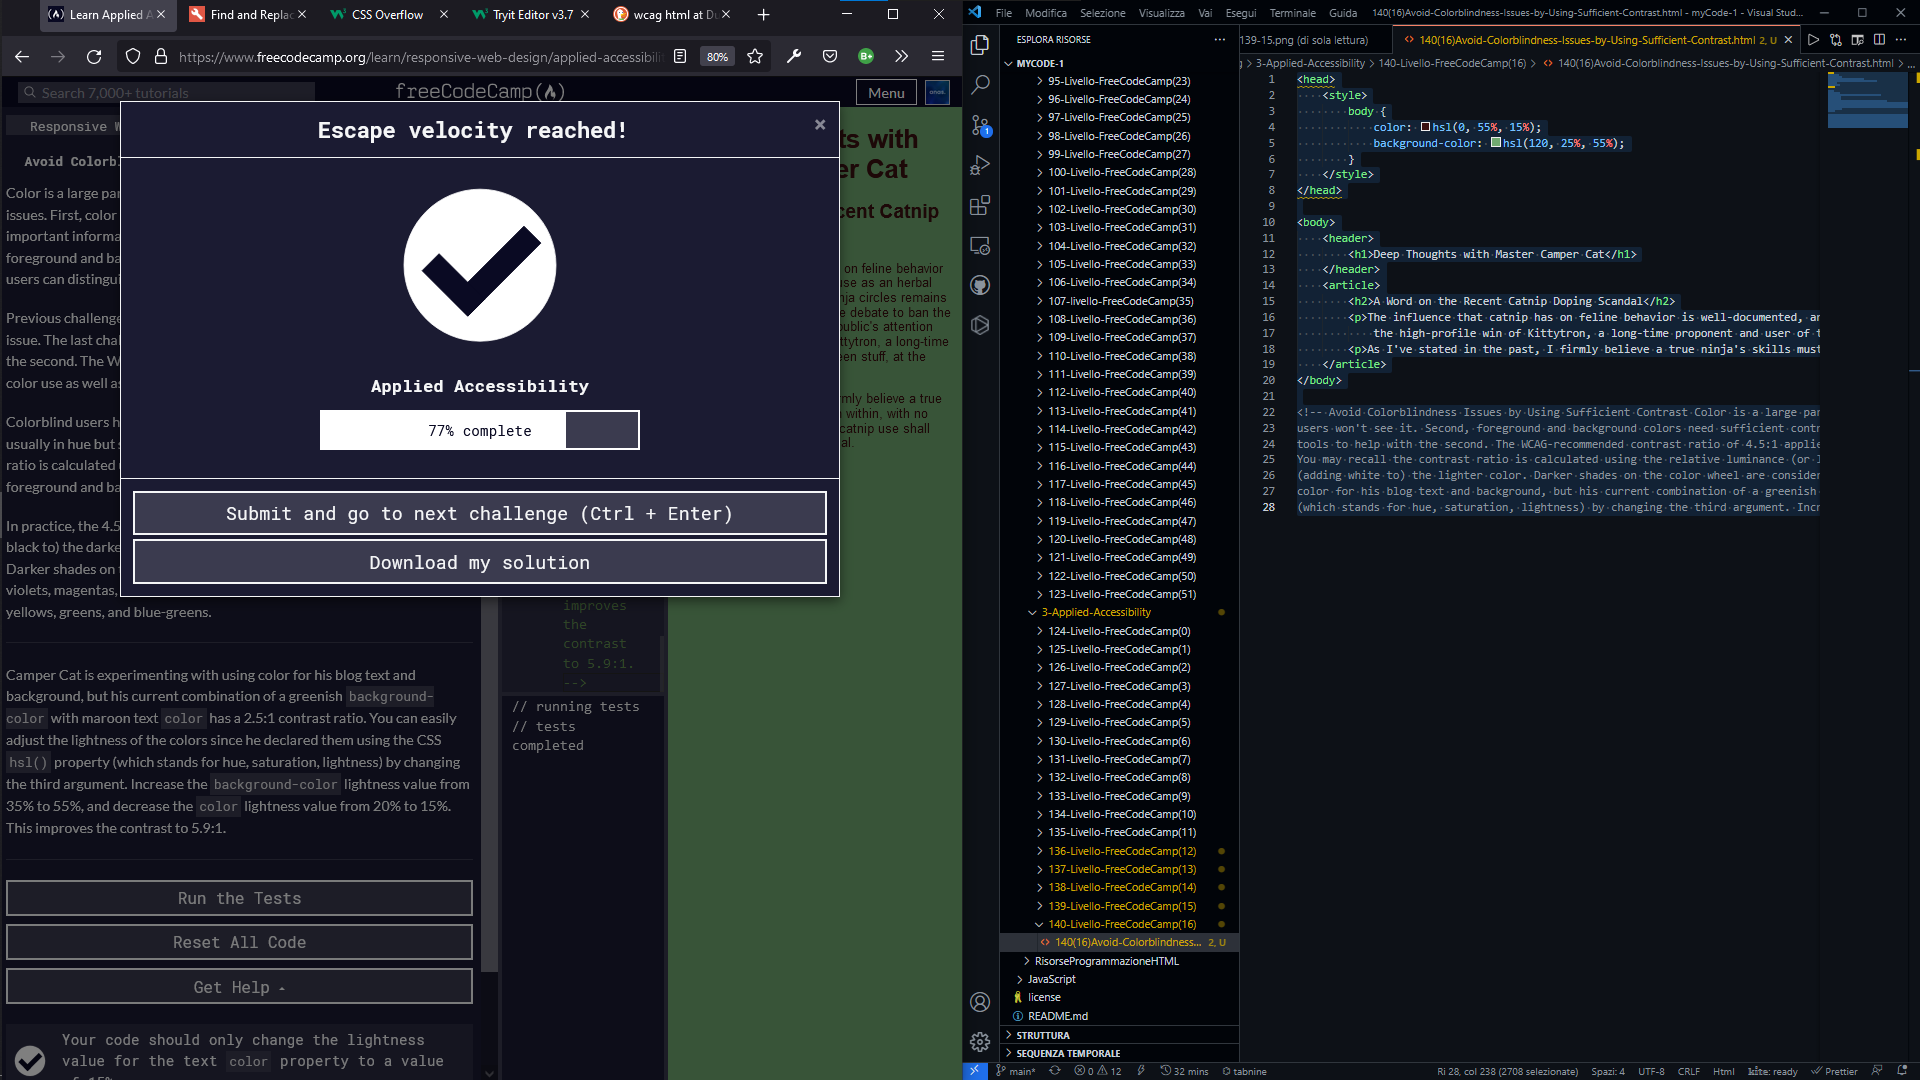 Learn Applied A
Find and Replac
CSS Overflow
Tryit Editor v3.7
wcag html at Du
https://www.freecodecamp.org/learn/responsive-web-design/applied-accessibili
80%
Search 7,000+ tutorials
freeCodeCamp
Menu
Responsive W
Avoid Colorb
Color is a large par
issues. First, color
important informa
foreground and ba
users can distingui
Previous challenge
issue. The last chal
the second. The W
color use as well as
Colorblind users h
usually in hue but s
ratio is calculated
foreground and ba
In practice, the 4.5
black to) the darke
Darker shades on
violets, magentas,
yellows, greens, and blue-greens.
Camper Cat is experimenting with using color for his blog text and
background, but his current combination of a greenish background-
color with maroon text color has a 2.5:1 contrast ratio. You can easily
adjust the lightness of the colors since he declared them using the CSS
hsl() property (which stands for hue, saturation, lightness) by changing
the third argument. Increase the background-color lightness value from
35% to 55%, and decrease the color lightness value from 20% to 15%.
This improves the contrast to 5.9:1.
Run the Tests
Reset All Code
Get Help
Your code should only change the lightness
value for the text color property to a value
Escape velocity reached!
×
Applied Accessibility
77% complete
Submit and go to next challenge (Ctrl + Enter)
Download my solution
improves
the
contrast
to 5.9:1.
-->
// running tests
// tests
completed
ts with
er Cat
cent Catnip
on feline behavior
use as an herbal
nja circles remains
e debate to ban the
public's attention
ittytron, a long-time
een stuff, at the
rmly believe a true
within, with no
catnip use shall
al.
File Modifica Selezione Visualizza Vai Esegui Terminale Guida
140(16)Avoid-Colorblindness-Issues-by-Using-Sufficient-Contrast.html - myCode-1 - Visual Stud...
ESPLORA RISORSE
MYCODE-1
95-Livello-FreeCodeCamp(23)
96-Livello-FreeCodeCamp(24)
97-Livello-FreeCodeCamp(25)
98-Livello-FreeCodeCamp(26)
99-Livello-FreeCodeCamp(27)
100-Livello-FreeCodeCamp(28)
101-Livello-FreeCodeCamp(29)
102-Livello-FreeCodeCamp(30)
103-Livello-FreeCodeCamp(31)
104-Livello-FreeCodeCamp(32)
105-Livello-FreeCodeCamp(33)
106-Livello-FreeCodeCamp(34)
107-livello-FreeCodeCamp(35)
108-Livello-FreeCodeCamp(36)
109-Livello-FreeCodeCamp(37)
110-Livello-FreeCodeCamp(38)
111-Livello-FreeCodeCamp(39)
112-Livello-FreeCodeCamp(40)
113-Livello-FreeCodeCamp(41)
114-Livello-FreeCodeCamp(42)
115-Livello-FreeCodeCamp(43)
116-Livello-FreeCodeCamp(44)
117-Livello-FreeCodeCamp(45)
118-Livello-FreeCodeCamp(46)
119-Livello-FreeCodeCamp(47)
120-Livello-FreeCodeCamp(48)
121-Livello-FreeCodeCamp(49)
122-Livello-FreeCodeCamp(50)
123-Livello-FreeCodeCamp(51)
3-Applied-Accessibility
124-Livello-FreeCodeCamp(0)
125-Livello-FreeCodeCamp(1)
126-Livello-FreeCodeCamp(2)
127-Livello-FreeCodeCamp(3)
128-Livello-FreeCodeCamp(4)
129-Livello-FreeCodeCamp(5)
130-Livello-FreeCodeCamp(6)
131-Livello-FreeCodeCamp(7)
132-Livello-FreeCodeCamp(8)
133-Livello-FreeCodeCamp(9)
134-Livello-FreeCodeCamp(10)
135-Livello-FreeCodeCamp(11)
136-Livello-FreeCodeCamp(12)
137-Livello-FreeCodeCamp(13)
138-Livello-FreeCodeCamp(14)
139-Livello-FreeCodeCamp(15)
140-Livello-FreeCodeCamp(16)
140(16)Avoid-Colorblindness... 2, U
RisorseProgrammazioneHTML
JavaScript
license
README.md
STRUTTURA
SEQUENZA TEMPORALE
139-15.png (di sola lettura)
140(16)Avoid-Colorblindness-Issues-by-Using-Sufficient-Contrast.html 2, U
3-Applied-Accessibility > 140-Livello-FreeCodeCamp(16) > 140(16)Avoid-Colorblindness-Issues-by-Using-Sufficient-Contrast.html > ...
1 <head>
2 <style>
3 body {
4 color: hsl(0, 55%, 15%);
5 background-color: hsl(120, 25%, 55%);
6 }
7 </style>
8 </head>
9
10 <body>
11 <header>
12 <h1>Deep Thoughts with Master Camper Cat</h1>
13 </header>
14 <article>
15 <h2>A Word on the Recent Catnip Doping Scandal</h2>
16 <p>The influence that catnip has on feline behavior is well-documented, an
17 the high-profile win of Kittytron, a long-time proponent and user of t
18 <p>As I've stated in the past, I firmly believe a true ninja's skills must
19 </article>
20 </body>
21
22 <!-- Avoid Colorblindness Issues by Using Sufficient Contrast Color is a large par
23 users won't see it. Second, foreground and background colors need sufficient contr
24 tools to help with the second. The WCAG-recommended contrast ratio of 4.5:1 applie
25 You may recall the contrast ratio is calculated using the relative luminance (or l
26 (adding white to) the lighter color. Darker shades on the color wheel are consider
27 color for his blog text and background, but his current combination of a greenish
28 (which stands for hue, saturation, lightness) by changing the third argument. Incr
main*
0 12
32 mins
tabnine
Ri 28, col 238 (2708 selezionate)
Spazi: 4
UTF-8
CRLF
Html
kite: ready
Prettier